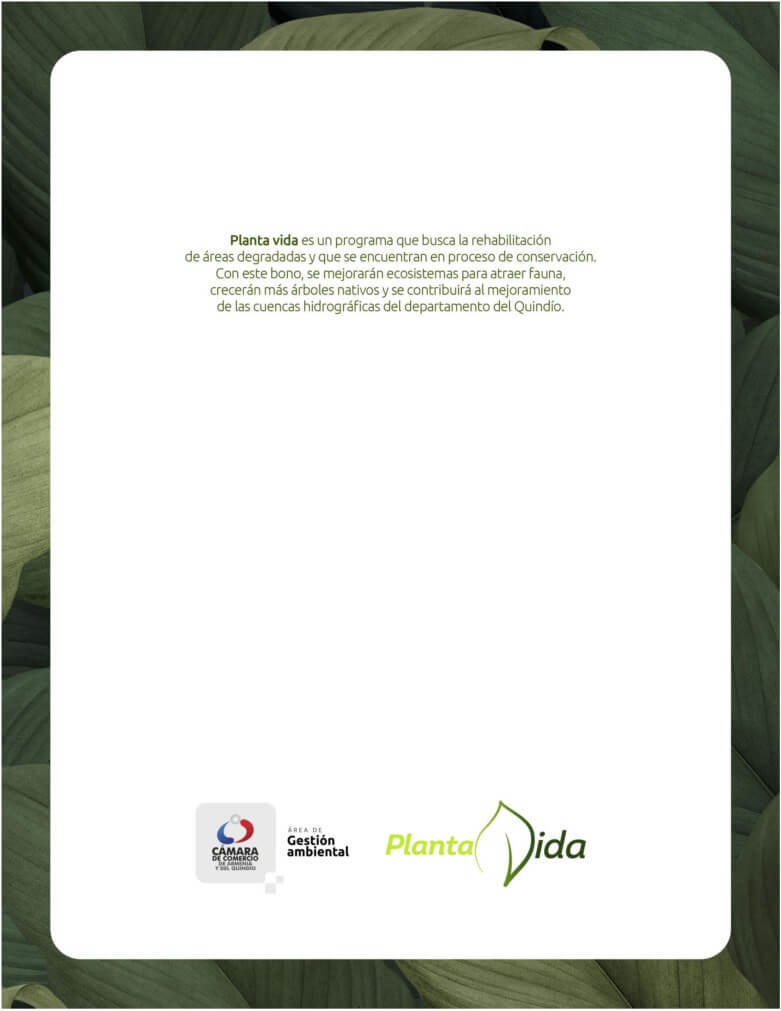 Planta vida es un programa que busca la rehabilitación
de áreas degradadas y que se encuentran en proceso de conservación.
Con este bono, se mejorarán ecosistemas para atraer fauna,
crecerán más árboles nativos y se contribuirá al mejoramiento
de las cuencas hidrográficas del departamento del Quindío.
CÁMARA
DE COMERCIO
DE ARMENIA
Y DEL QUINDÍO
ÁREA DE
Gestión
ambiental
Planta Vida